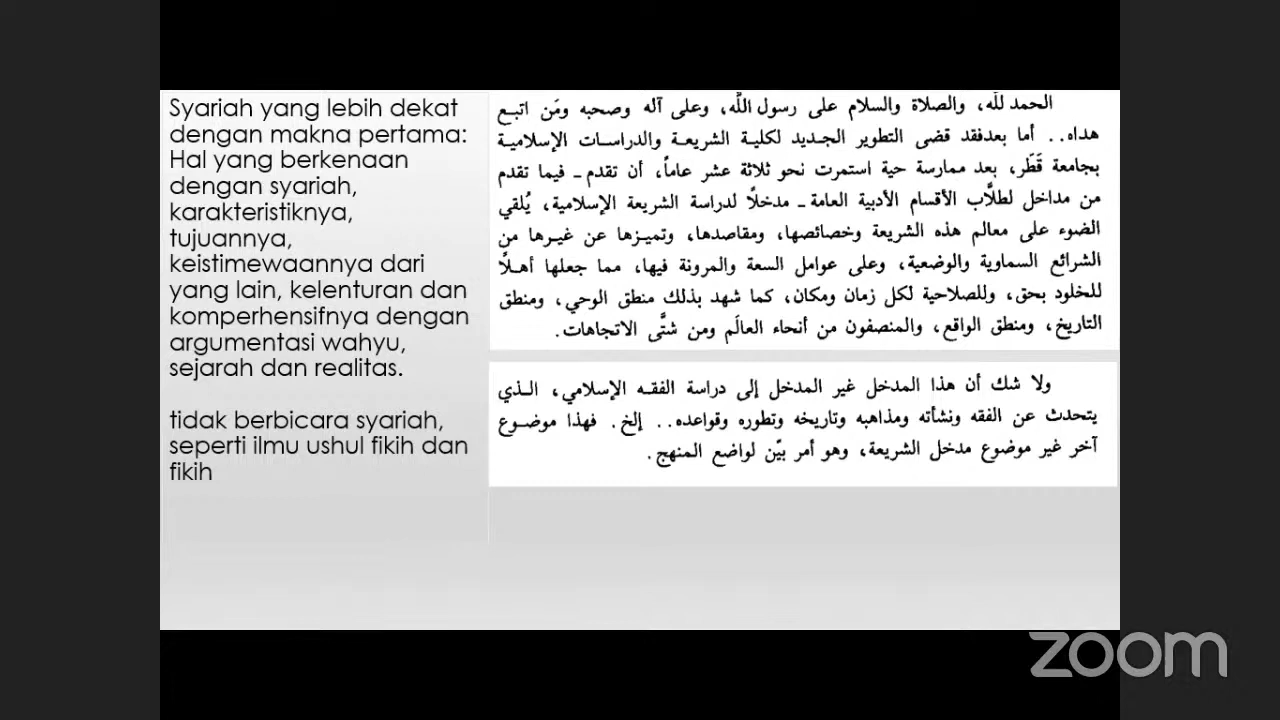 Syariah yang lebih dekat
dengan makna pertama:
Hal yang berkenaan
dengan syariah,
karakteristiknya,
tujuannya,
keistimewaannya dari
yang lain, kelenturan dan
komperhensifnya dengan
argumentasi wahyu,
sejarah dan realitas.
tidak berbicara syariah,
seperti ilmu ushul fikih dan
fikih
الحمد لله، والصلاة والسلام على رسول الله، وعلى آله وصحبه ومَن اتبع
هداه.. أما بعدفقد قضى التطوير الجديد لكلية الشريعة والدراسات الإسلامية
بجامعة قَطَر، بعد ممارسة حية استمرت نحو ثلاثة عشر عاماً، أن تقدم ـ فيما تقدم
من مداخل لطلَّاب الأقسام الأدبية العامة ـ مدخلاً لدراسة الشريعة الإسلامية، يُلقي
الضوء على معالم هذه الشريعة وخصائصها، ومقاصدها، وتميزها عن غيرها من
الشرائع السماوية والوضعية، وعلى عوامل السعة والمرونة فيها، مما جعلها أهلًا
للخلود بحق، وللصلاحية لكل زمان ومكان، كما شهد بذلك منطق الوحي، ومنطق
التاريخ، ومنطق الواقع، والمنصفون من أنحاء العالَم ومن شتَّى الاتجاهات.
ولا شك أن هذا المدخل غير المدخل إلى دراسة الفقه الإسلامي، الذي
يتحدث عن الفقه ونشأته ومذاهبه وتاريخه وتطوره وقواعده.. إلخ. فهذا موضوع
آخر غير موضوع مدخل الشريعة، وهو أمر بيّن لواضع المنهج.
zoom